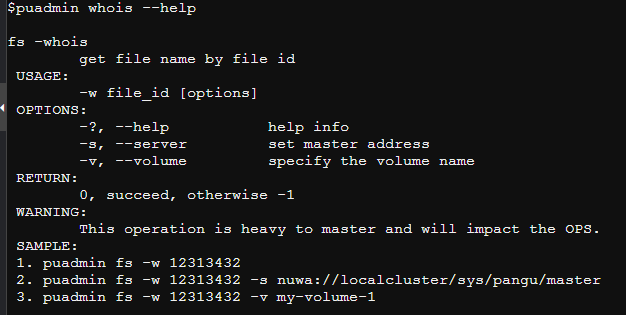 $puadmin whois --help
fs -whois
get file name by file id
USAGE:
-w file_id [options]
OPTIONS:
-?, --help help info
-s, --server set master address
-v, --volume specify the volume name
RETURN:
0, succeed, otherwise -1
WARNING:
This operation is heavy to master and will impact the OPS.
SAMPLE:
1. puadmin fs -w 12313432
2. puadmin fs -w 12313432 -s nuwa://localcluster/sys/pangu/master
3. puadmin fs -w 12313432 -v my-volume-1